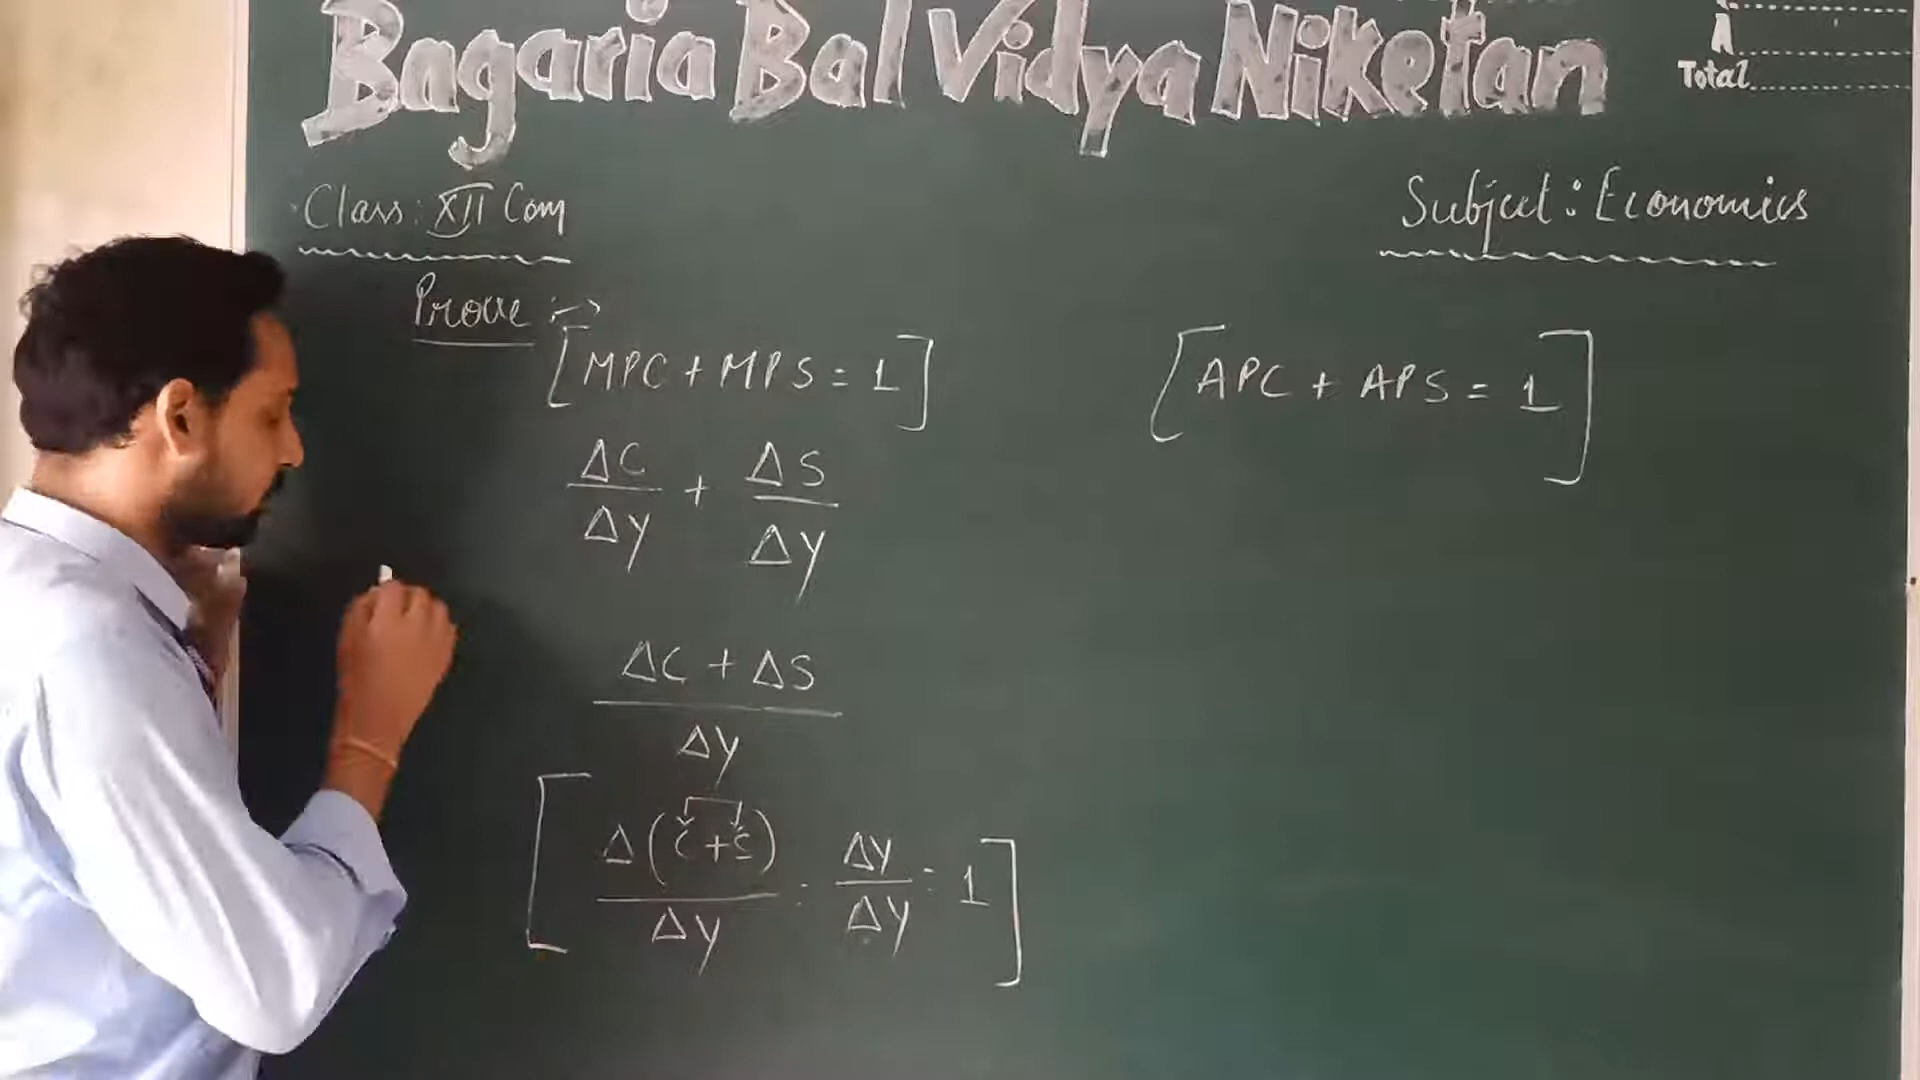 Bagaria Bal Vidya Niketan
A
Total
Class: XII Com
Subject: Economics
Prove :->
[MPC + MPS = 1]
[APC + APS = 1]
ΔC/ΔY + ΔS/ΔY
ΔC + ΔS
ΔY
[Δ(C+S)/ΔY = ΔY/ΔY = 1]